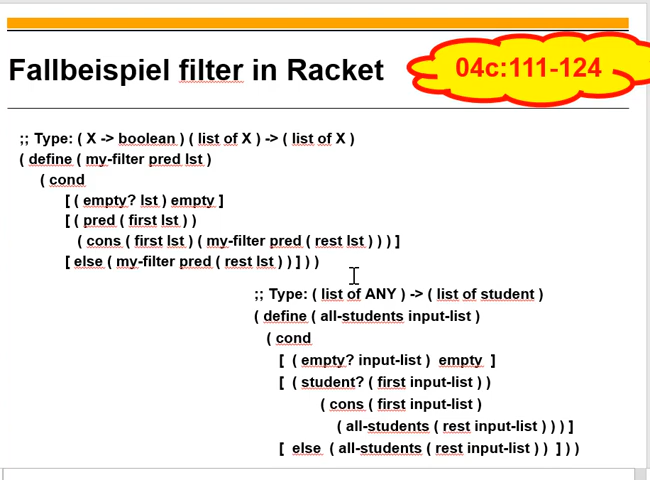 Fallbeispiel filter in Racket
04c:111-124
;; Type: ( X -> boolean ) ( list of X ) -> ( list of X )
( define ( my-filter pred lst )
( cond
[ ( empty? lst ) empty ]
[ ( pred ( first lst ) )
( cons ( first lst ) ( my-filter pred ( rest lst ) ) ) ]
[ else ( my-filter pred ( rest lst ) ) ] ) )
;; Type: ( list of ANY ) -> ( list of student )
( define ( all-students input-list )
( cond
[ ( empty? input-list ) empty ]
[ ( student? ( first input-list ) )
( cons ( first input-list )
( all-students ( rest input-list ) ) ) ]
[ else ( all-students ( rest input-list ) ) ] ) )